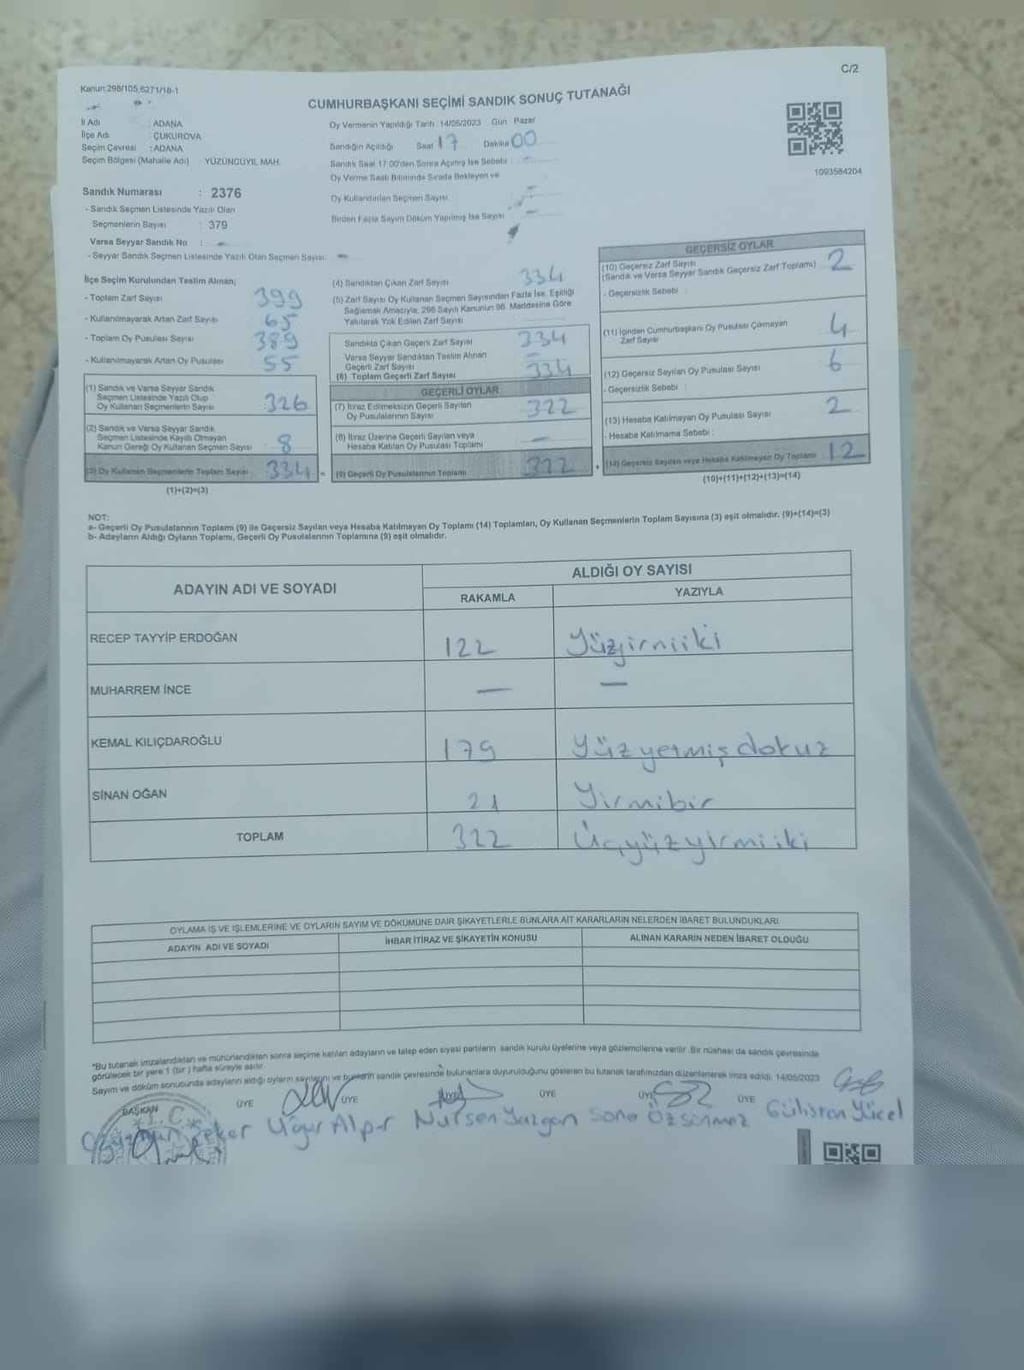 C/2
Kanun:298/105,6271/18-1
CUMHURBAŞKANI SEÇİMİ SANDIK SONUÇ TUTANAĞI
İl Adı : ADANA
İlçe Adı : ÇUKUROVA
Seçim Çevresi : ADANA
Seçim Bölgesi (Mahalle Adı) : YÜZÜNCÜYIL MAH.
Sandık Numarası : 2376
- Sandık Seçmen Listesinde Yazılı Olan
Seçmenlerin Sayısı : 379
Varsa Seyyar Sandık No :
- Seyyar Sandık Seçmen Listesinde Yazılı Olan Seçmen Sayısı:
Oy Vermenin Yapıldığı Tarih :14/05/2023 Gün Pazar
Sandığın Açıldığı Saat 17 Dakika 00
Sandık Saat 17:00'den Sonra Açılmış İse Sebebi :
Oy Verme Saati Bitiminde Sırada Bekleyen ve
Oy Kullandırılan Seçmen Sayısı
Birden Fazla Sayım Döküm Yapılmış İse Sayısı
1093584204
İlçe Seçim Kurulundan Teslim Alınan;
- Toplam Zarf Sayısı 399
- Kullanılmayarak Artan Zarf Sayısı 65
- Toplam Oy Pusulası Sayısı 389
- Kullanılmayarak Artan Oy Pusulası 55
(1) Sandık ve Varsa Seyyar Sandık
Seçmen Listesinde Yazılı Olup
Oy Kullanan Seçmenlerin Sayısı 326
(2) Sandık ve Varsa Seyyar Sandık
Seçmen Listesinde Kayıtlı Olmayan
Kanun Gereği Oy Kullanan Seçmen Sayısı 8
(3) Oy Kullanan Seçmenlerin Toplam Sayısı 334
(1)+(2)=(3)
(4) Sandıktan Çıkan Zarf Sayısı 334
(5) Zarf Sayısı Oy Kullanan Seçmen Sayısından Fazla İse, Eşitliği
Sağlamak Amacıyla, 298 Sayılı Kanunun 98. Maddesine Göre
Yakılarak Yok Edilen Zarf Sayısı
Sandıkta Çıkan Geçerli Zarf Sayısı 334
Varsa Seyyar Sandıktan Teslim Alınan
Geçerli Zarf Sayısı –
(6) Toplam Geçerli Zarf Sayısı 334
GEÇERLİ OYLAR
(7) İtiraz Edilmeksizin Geçerli Sayılan
Oy Pusulalarının Sayısı 322
(8) İtiraz Üzerine Geçerli Sayılan veya
Hesaba Katılan Oy Pusulası Toplamı –
(9) Geçerli Oy Pusulalarının Toplamı 322
GEÇERSİZ OYLAR
(10) Geçersiz Zarf Sayısı
(Sandık ve Varsa Seyyar Sandık Geçersiz Zarf Toplamı) 2
- Geçersizlik Sebebi :
(11) İçinden Cumhurbaşkanı Oy Pusulası Çıkmayan
Zarf Sayısı 4
(12) Geçersiz Sayılan Oy Pusulası Sayısı 6
- Geçersizlik Sebebi :
(13) Hesaba Katılmayan Oy Pusulası Sayısı 2
- Hesaba Katılmama Sebebi :
(14) Geçersiz Sayılan veya Hesaba Katılmayan Oy Toplamı 12
(10)+(11)+(12)+(13)=(14)
NOT:
a- Geçerli Oy Pusulalarının Toplamı (9) ile Geçersiz Sayılan veya Hesaba Katılmayan Oy Toplamı (14) Toplamları, Oy Kullanan Seçmenlerin Toplam Sayısına (3) eşit olmalıdır. (9)+(14)=(3)
b- Adayların Aldığı Oyların Toplamı, Geçerli Oy Pusulalarının Toplamına (9) eşit olmalıdır.
ADAYIN ADI VE SOYADI
ALDIĞI OY SAYISI
RAKAMLA YAZIYLA
RECEP TAYYİP ERDOĞAN 122 Yüzyirmiiki
MUHARREM İNCE – –
KEMAL KILIÇDAROĞLU 179 Yüz yetmiş dokuz
SİNAN OĞAN 21 Yirmibir
TOPLAM 322 Üçyüzyirmiiki
OYLAMA İŞ VE İŞLEMLERİNE VE OYLARIN SAYIM VE DÖKÜMÜNE DAİR ŞİKAYETLERLE BUNLARA AİT KARARLARIN NELERDEN İBARET BULUNDUKLARI
ADAYIN ADI VE SOYADI İHBAR İTİRAZ VE ŞİKAYETİN KONUSU ALINAN KARARIN NEDEN İBARET OLDUĞU
*Bu tutanak imzalandıktan ve mühürlendikten sonra seçime katılan adayların ve talep eden siyasi partilerin sandık kurulu üyelerine veya gözlemcilerine verilir. Bir nüshası da sandık çevresinde
görülecek bir yere 1 (bir) hafta süreyle asılır.
Sayım ve döküm sonucunda adayların aldığı oyların sayılarını ve bunların sandık çevresinde bulunanlara duyurulduğunu gösteren bu tutanak tarafımızdan düzenlenerek imza edildi. 14/05/2023
BAŞKAN ÜYE ÜYE ÜYE ÜYE ÜYE
Şeker Uğur Alper Nursen Yazgan Sona Özsönmez Gülistan Yücel
T.C.